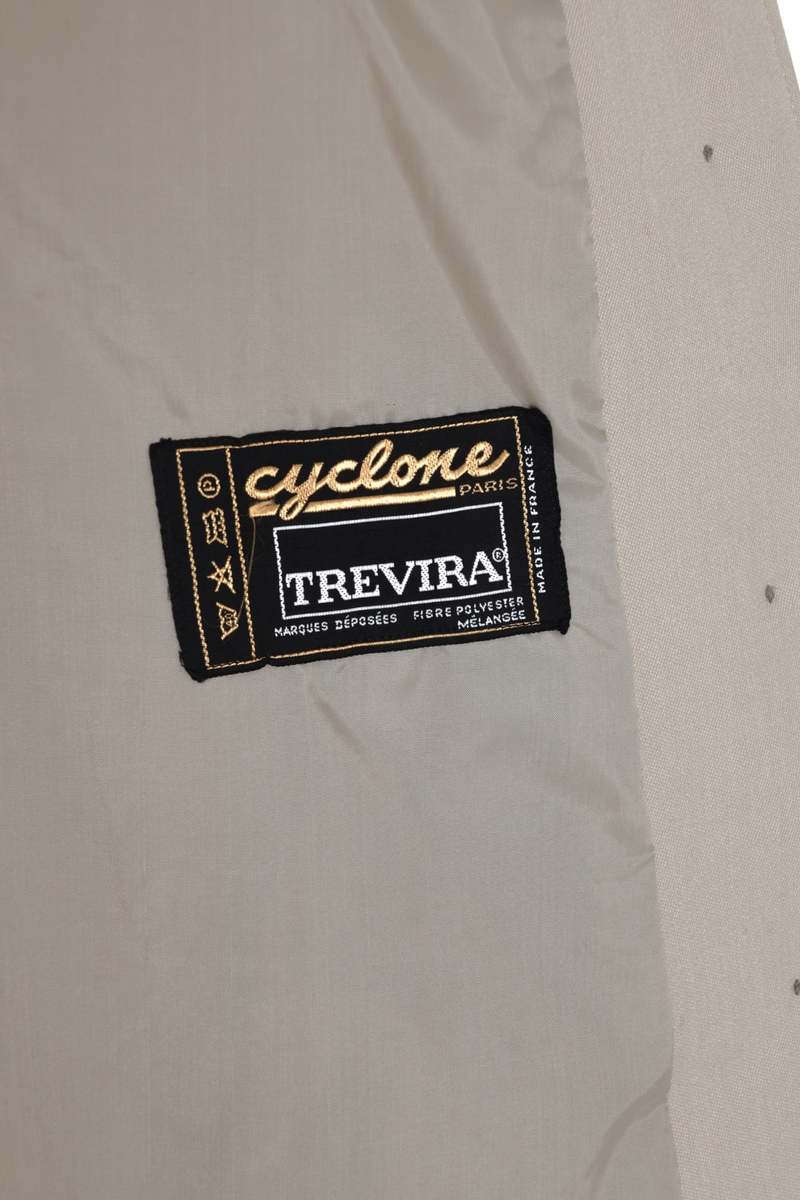 cyclone
PARIS
TREVIRA®
MARQUES DÉPOSÉES FIBRE POLYESTER
MÉLANGÉE
MADE IN FRANCE
P